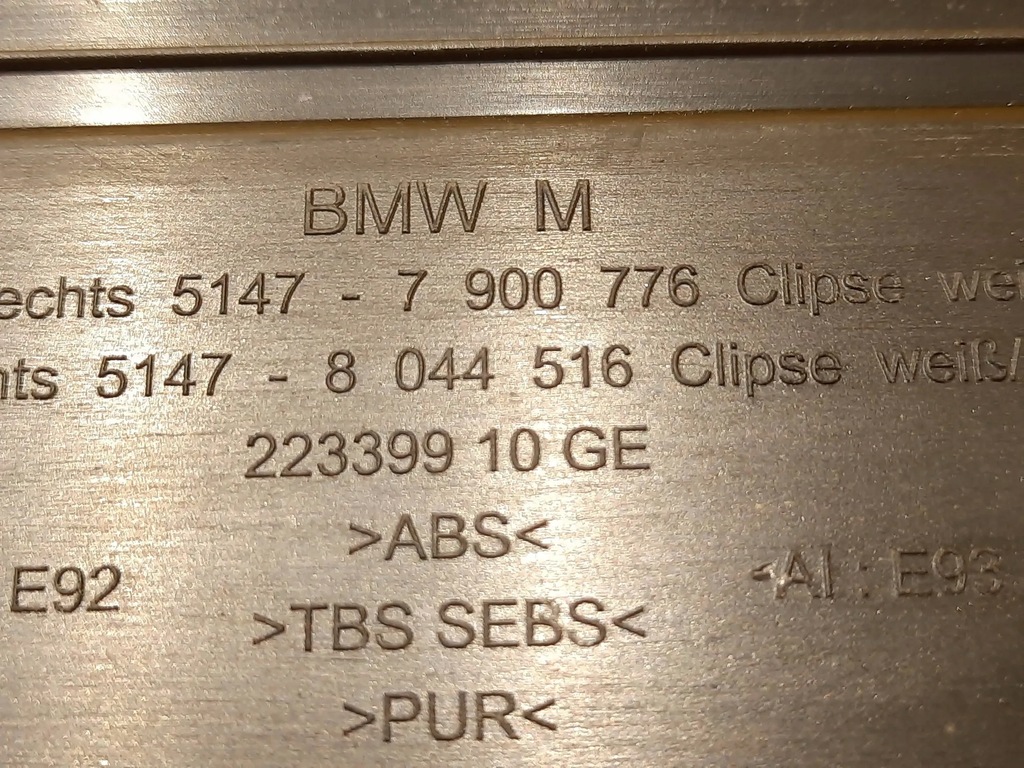 BMW M
echts 5147 - 7 900 776 Clipse wei
hts 5147 - 8 044 516 Clipse weiß/
223399 10 GE
>ABS<
E92 AI : E93
>TBS SEBS<
>PUR<